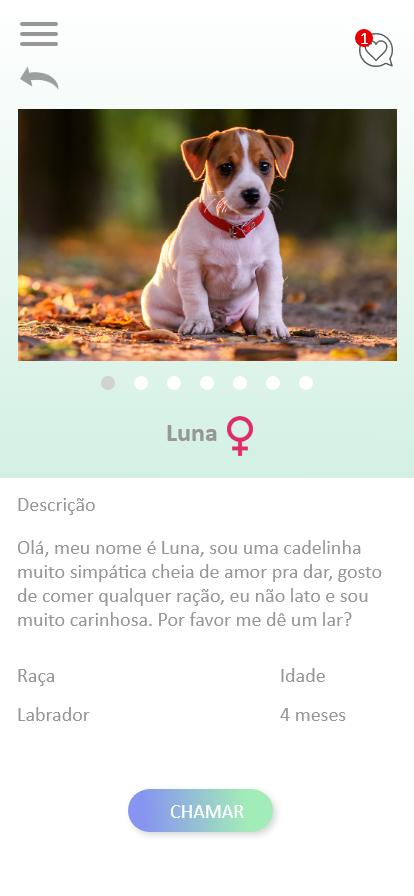 1
Luna
Descrição
Olá, meu nome é Luna, sou uma cadelinha
muito simpática cheia de amor pra dar, gosto
de comer qualquer ração, eu não lato e sou
muito carinhosa. Por favor me dê um lar?
Raça
Idade
Labrador
4 meses
CHAMAR